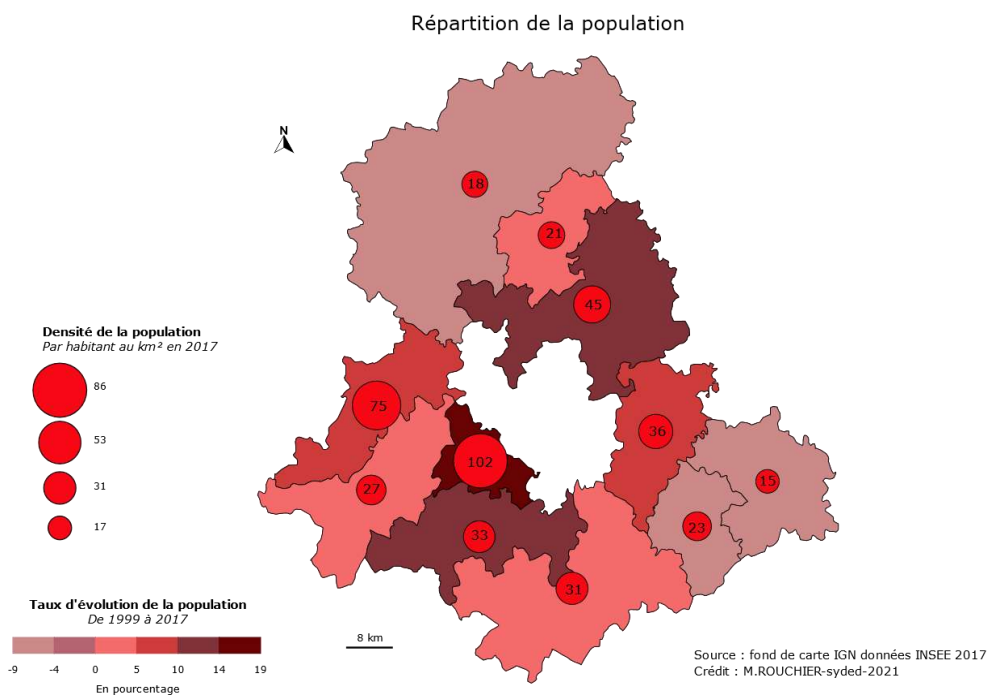 Répartition de la population
N
18
21
45
75
36
102
27
15
23
33
31
Densité de la population
Par habitant au km² en 2017
86
53
31
17
Taux d'évolution de la population
De 1999 à 2017
-9 -4 0 5 10 14 19
En pourcentage
8 km
Source : fond de carte IGN données INSEE 2017
Crédit : M.ROUCHIER-syded-2021